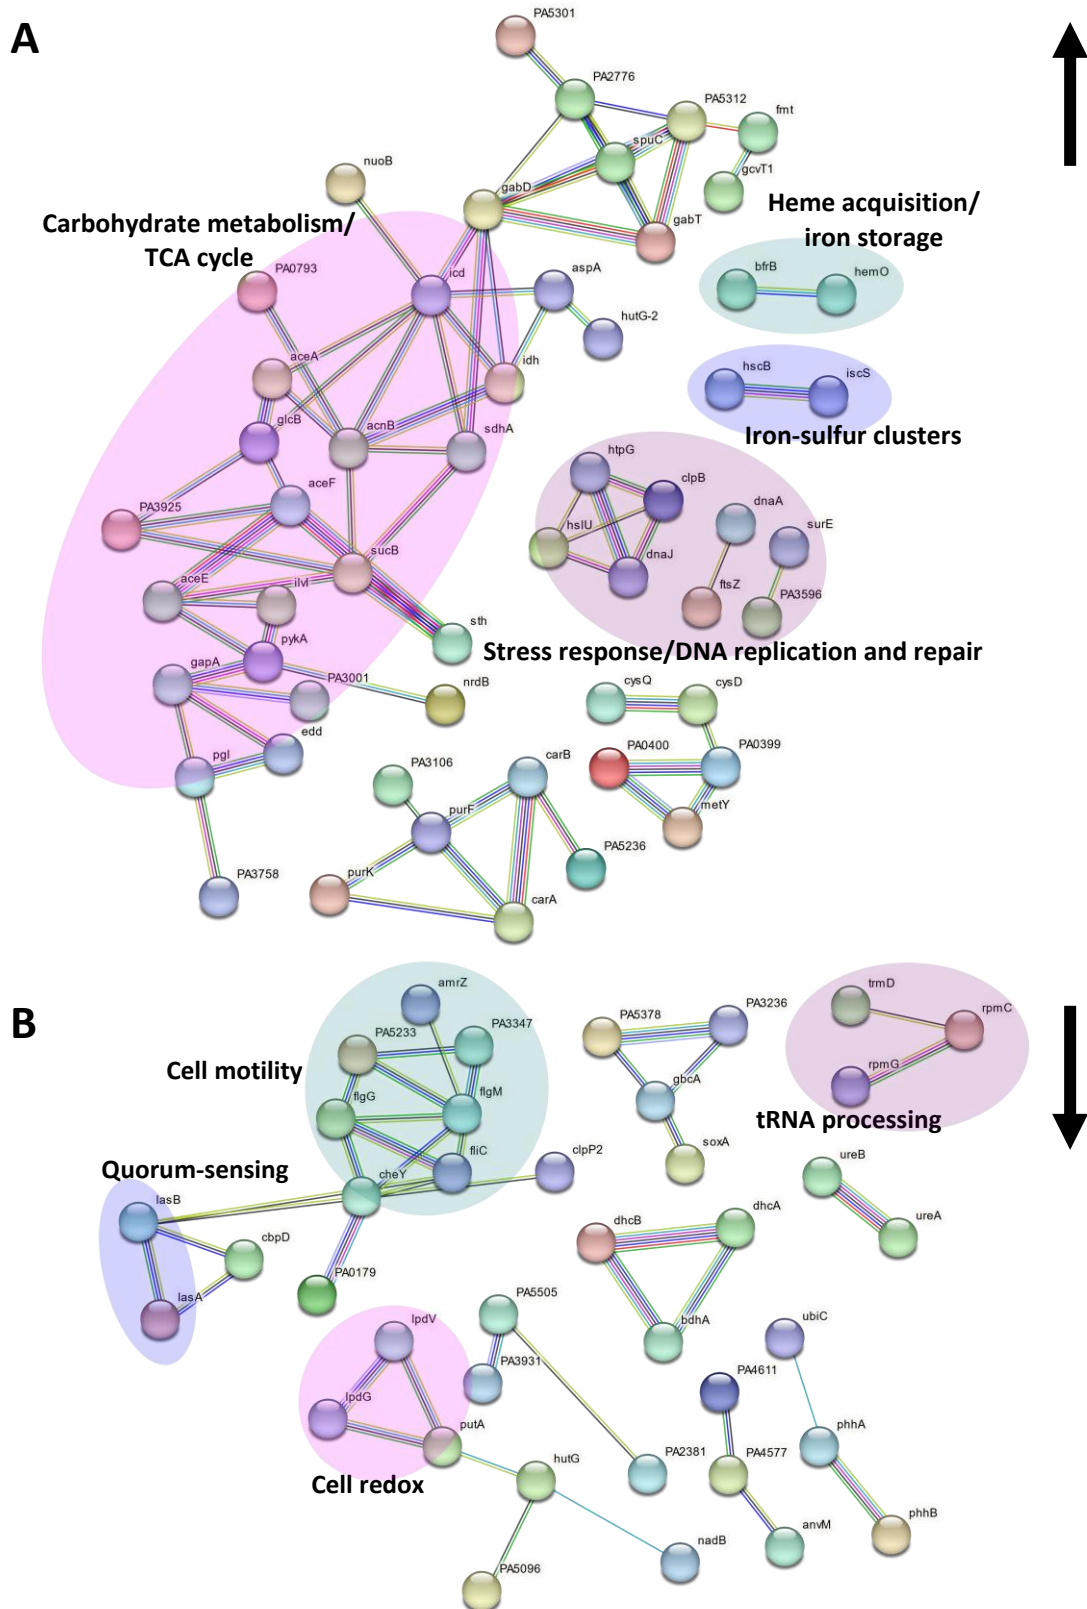 A
PA5301
PA2776
PA5312
fmt
spuC
gcvT1
nuoB
gabD
gabT
Carbohydrate metabolism/
TCA cycle
Heme acquisition/
iron storage
PA0793
icd
aspA
bfrB
hemO
hutG-2
aceA
idh
hscB
iscS
glcB
acnB
sdhA
Iron-sulfur clusters
htpG
clpB
aceF
PA3925
hslU
dnaA
surE
sucB
dnaJ
aceE
ilvI
ftsZ
PA3596
sth
pykA
Stress response/DNA replication and repair
gapA
PA3001
nrdB
cysQ
cysD
edd
pgl
PA3106
carB
PA0400
PA0399
purF
metY
PA3758
purK
PA5236
carA
B
amrZ
trmD
rpmC
PA5233
PA3347
PA5378
PA3236
Cell motility
gbcA
rpmG
flgG
flgM
tRNA processing
soxA
fliC
clpP2
Quorum-sensing
cheY
ureB
lasB
ureA
cbpD
dhcB
dhcA
PA0179
lasA
PA5505
bdhA
ubiC
lpdV
PA3931
PA4611
lpdG
putA
phhA
hutG
PA2381
PA4577
Cell redox
anvM
phhB
nadB
PA5096